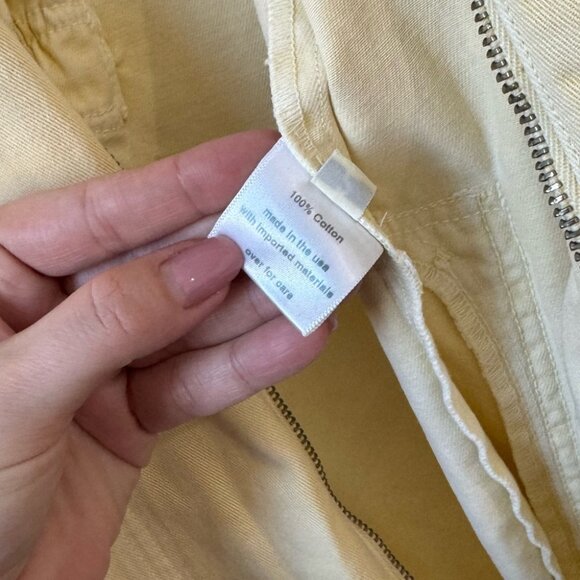 100% Cotton
made in the usa
with imported materials
over for care